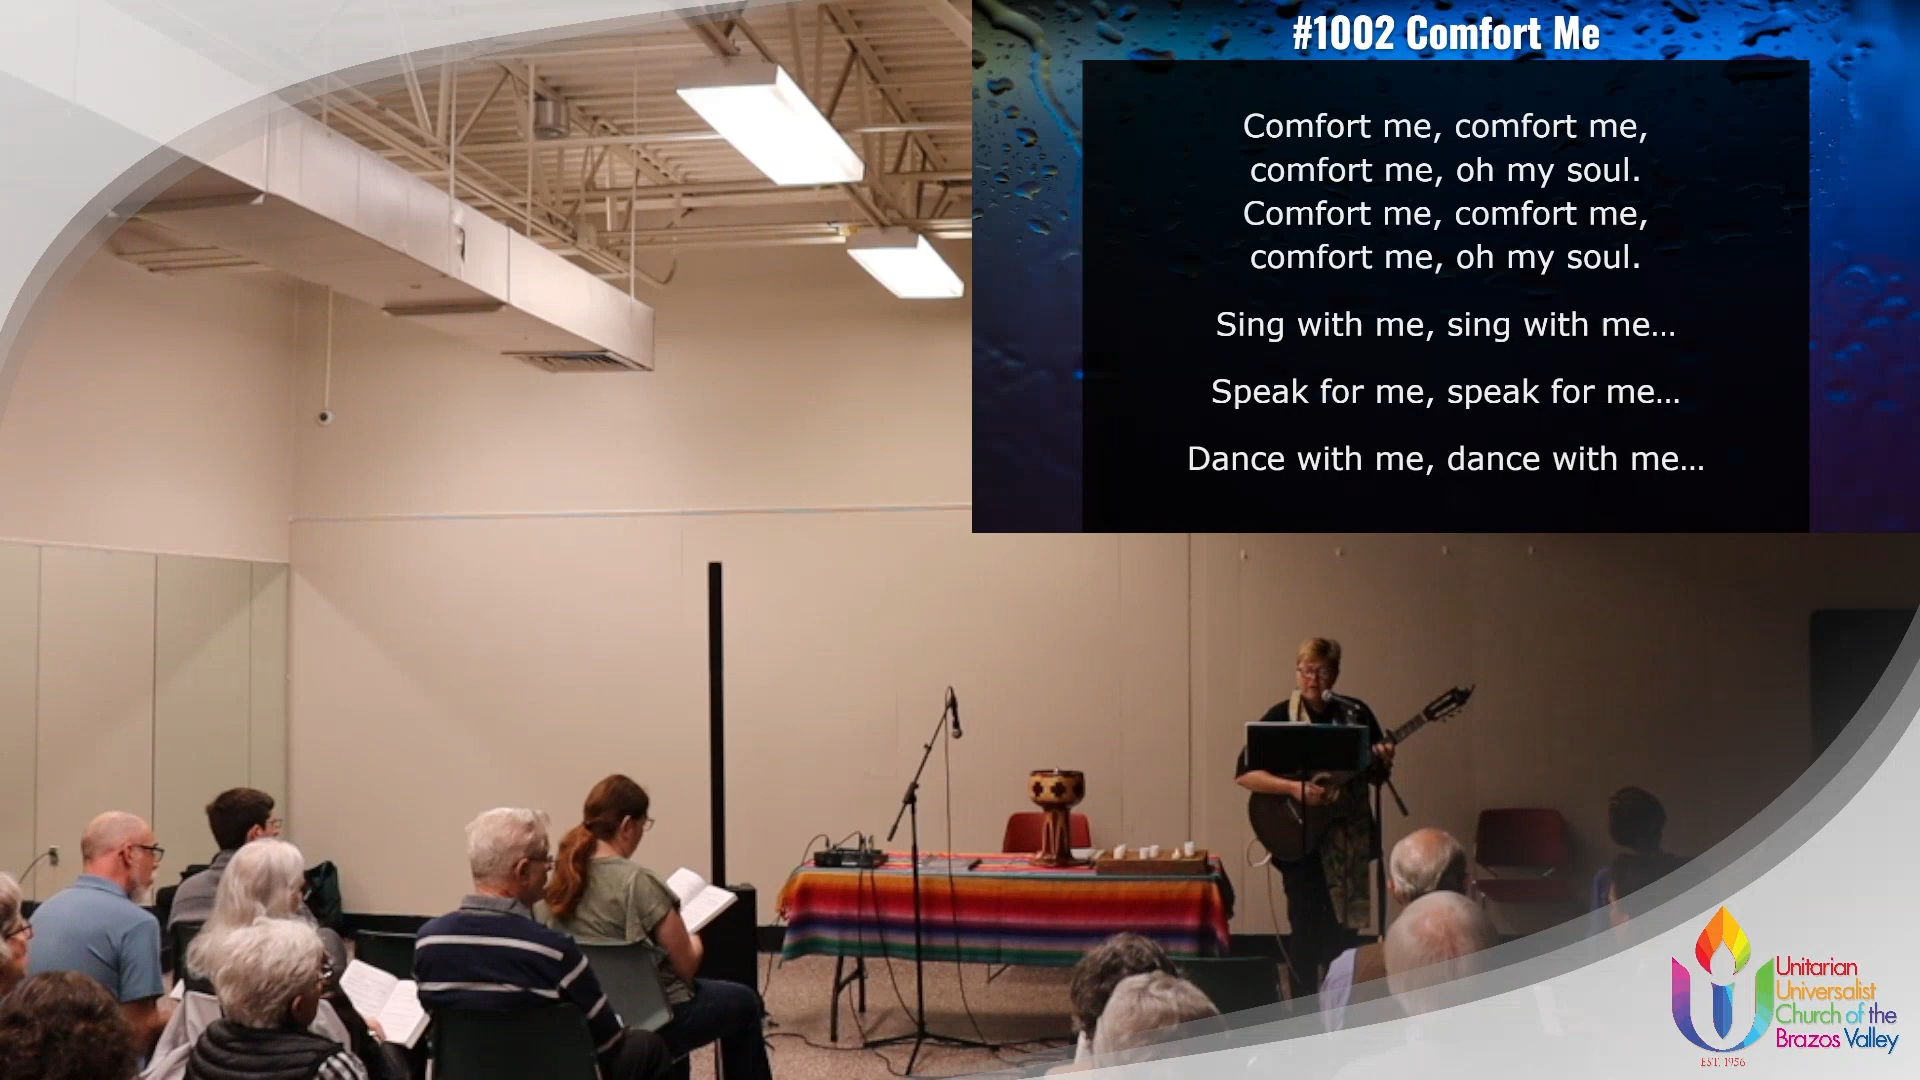 #1002 Comfort Me
Comfort me, comfort me,
comfort me, oh my soul.
Comfort me, comfort me,
comfort me, oh my soul.
Sing with me, sing with me…
Speak for me, speak for me…
Dance with me, dance with me…
Unitarian
Universalist
Church of the
Brazos Valley
EST. 1956